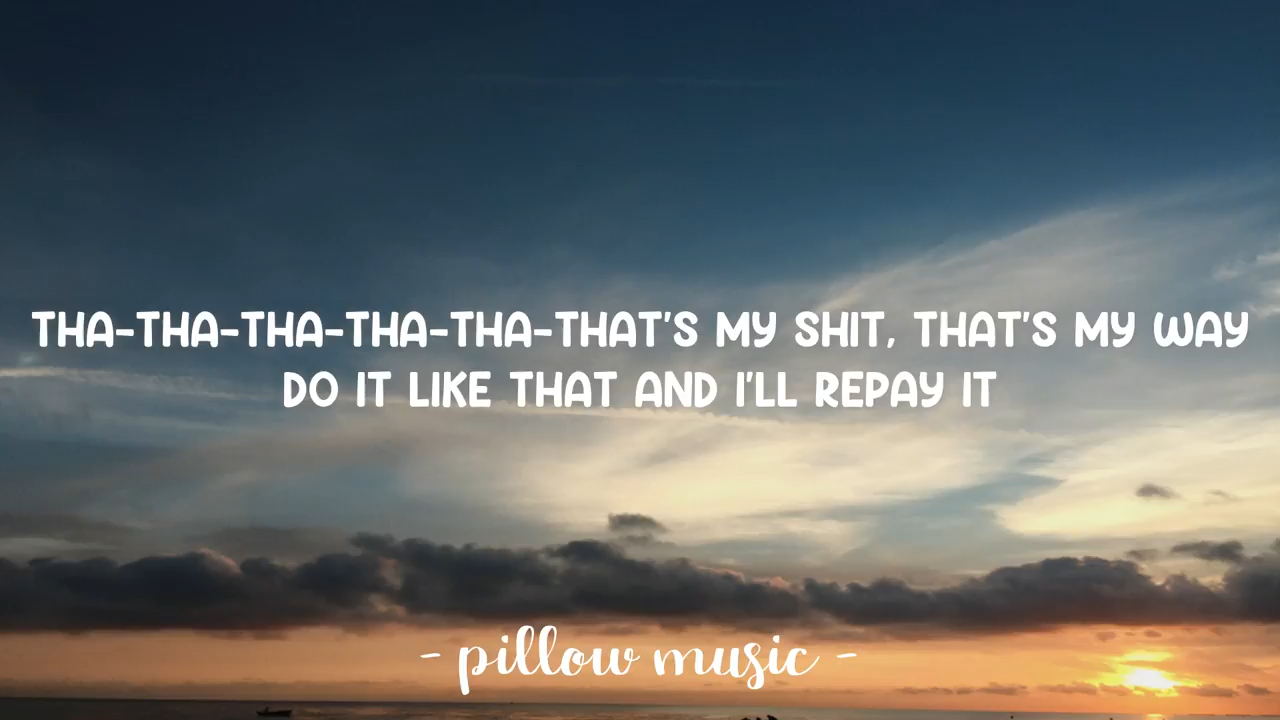 THA-THA-THA-THA-THA-THAT'S MY SHIT, THAT'S MY WAY
DO IT LIKE THAT AND I'LL REPAY IT
- pillow music -